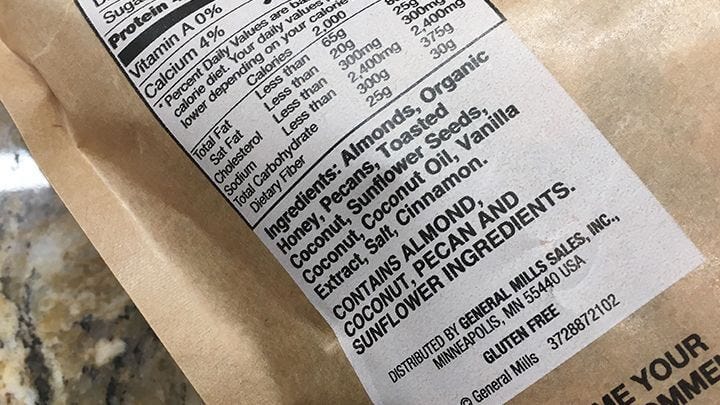 Protein
Vitamin A 0%
Calcium 4%
* Percent Daily Values are
calorie diet. Your daily values
lower depending on your calorie
Calories 2,000
Total Fat Less than 65g
Sat Fat Less than 20g 25g
Cholesterol Less than 300mg 300mg
Sodium Less than 2,400mg 2,400mg
Total Carbohydrate 300g 375g
Dietary Fiber 25g 30g
Ingredients: Almonds, Organic
Honey, Pecans, Toasted
Coconut, Sunflower Seeds,
Coconut, Coconut Oil, Vanilla
Extract, Salt, Cinnamon.
CONTAINS ALMOND,
COCONUT, PECAN AND
SUNFLOWER INGREDIENTS.
DISTRIBUTED BY GENERAL MILLS SALES, INC.,
MINNEAPOLIS, MN 55440 USA
GLUTEN FREE
© General Mills 3728872102
YOUR